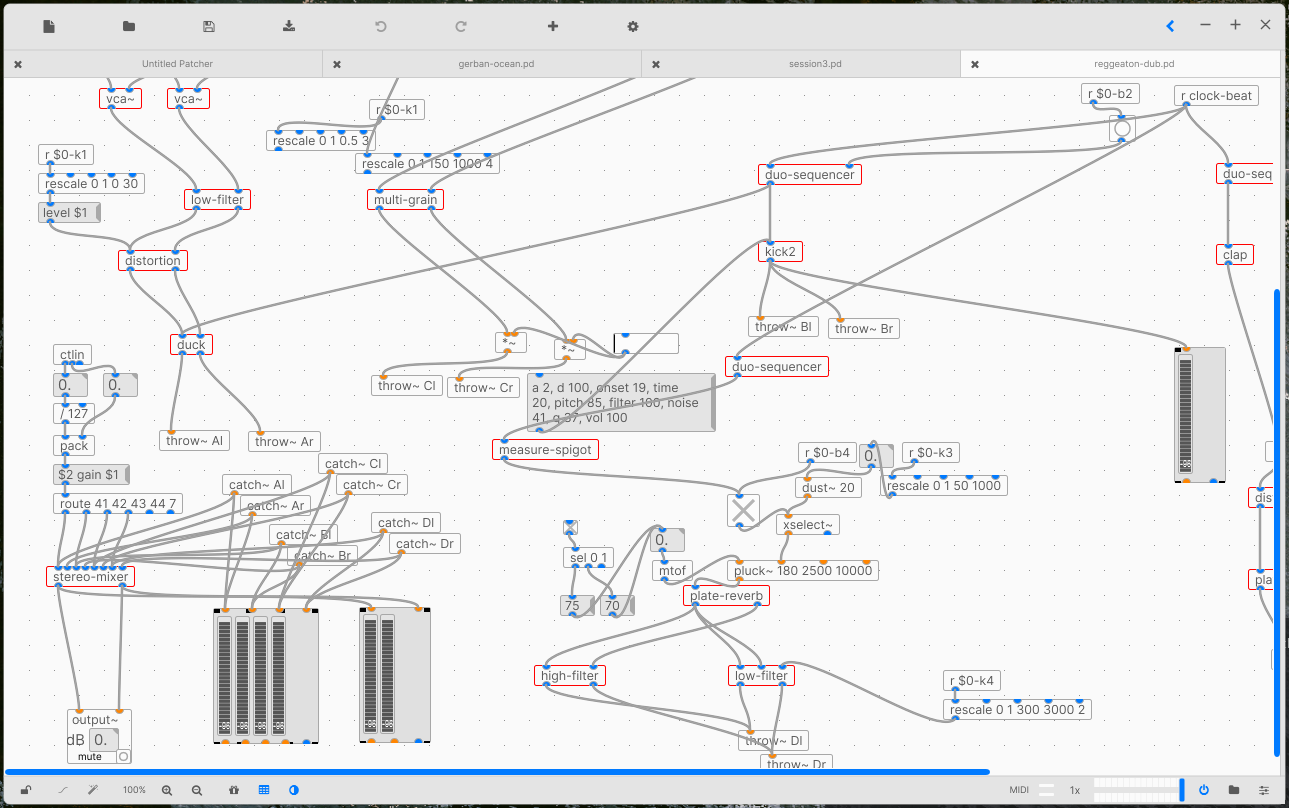 Untitled Patcher
gerban-ocean.pd
session3.pd
reggeaton-dub.pd
vca~
vca~
r $0-k1
r $0-b2
r clock-beat
rescale 0 1 0.5 3
r $0-k1
rescale 0 1 150 1000 4
duo-sequencer
duo-seq
rescale 0 1 0 30
low-filter
multi-grain
level $1
distortion
kick2
clap
throw~ Bl
throw~ Br
duck
*~
*~
ctlin
duo-sequencer
0.
0.
throw~ Cl
throw~ Cr
a 2, d 100, onset 19, time
20, pitch 85, filter 100, noise
41, q 37, vol 100
/ 127
pack
throw~ Al
throw~ Ar
measure-spigot
r $0-b4
0.
r $0-k3
catch~ Cl
$2 gain $1
catch~ Al
catch~ Cr
dust~ 20
rescale 0 1 50 1000
route 41 42 43 44 7
catch~ Ar
dis
catch~ Dl
xselect~
catch~ Bl
catch~ Dr
0.
catch~ Br
sel 0 1
stereo-mixer
mtof
pluck~ 180 2500 10000
pla
plate-reverb
75
70
high-filter
low-filter
r $0-k4
rescale 0 1 300 3000 2
output~
dB 0.
mute
throw~ Dl
throw~ Dr
100%
MIDI
1x